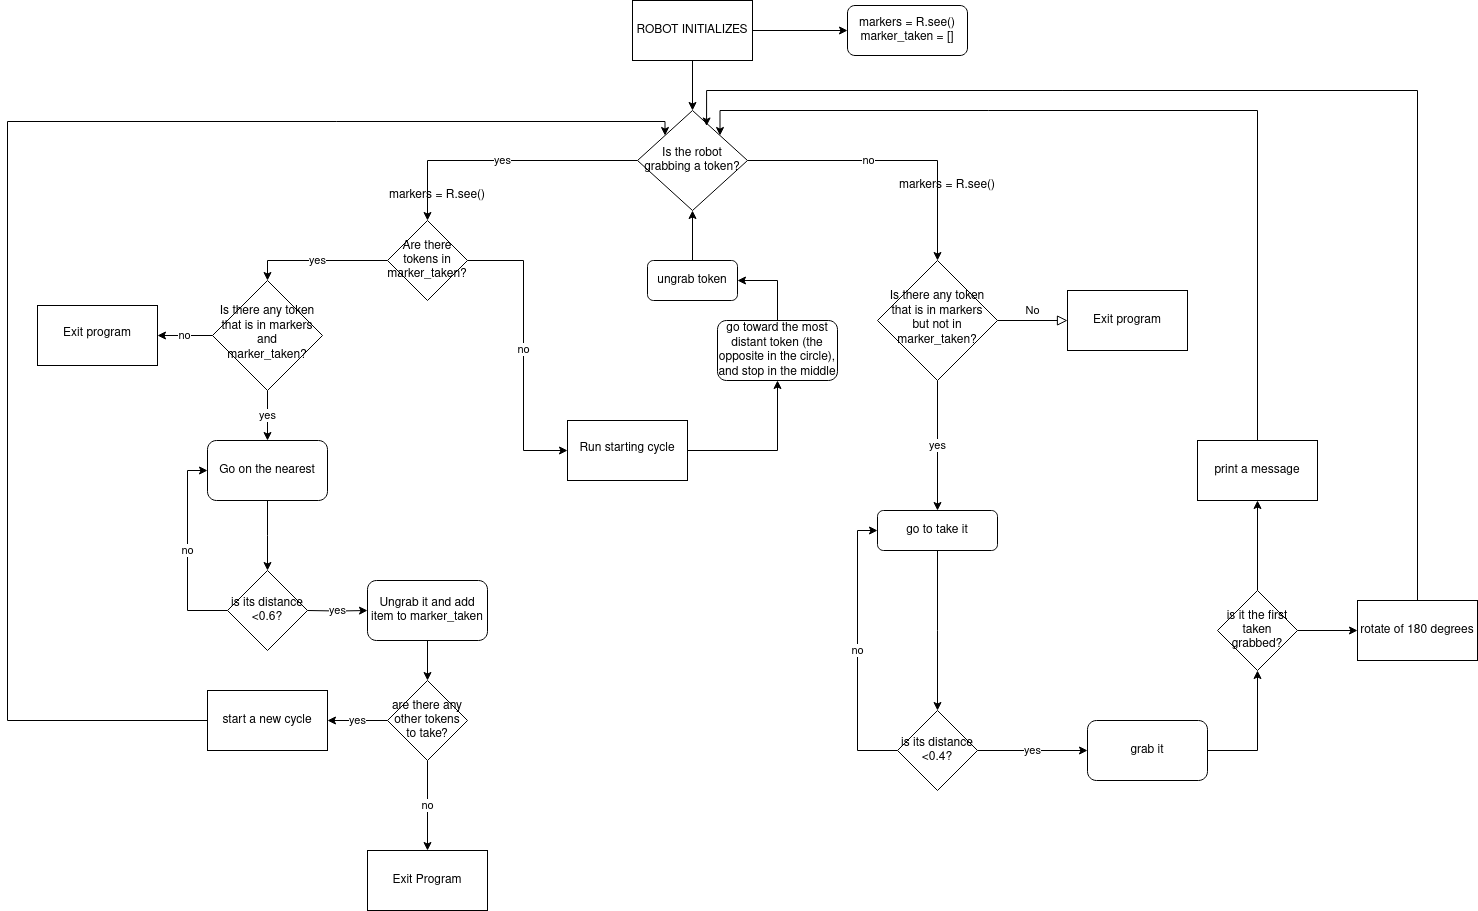 ROBOT INITIALIZES
markers = R.see()
marker_taken = []
Is the robot
grabbing a token?
yes
no
markers = R.see()
markers = R.see()
Are there
tokens in
marker_taken?
yes
no
Is there any token
that is in markers
and
marker_taken?
no
Exit program
yes
Go on the nearest
no
is its distance
<0.6?
yes
Ungrab it and add
item to marker_taken
are there any
other tokens
to take?
yes
start a new cycle
no
Exit Program
Run starting cycle
go toward the most
distant token (the
opposite in the circle),
and stop in the middle
ungrab token
Is there any token
that is in markers
but not in
marker_taken?
No
Exit program
yes
go to take it
no
is its distance
<0.4?
yes
grab it
is it the first
taken
grabbed?
print a message
rotate of 180 degrees